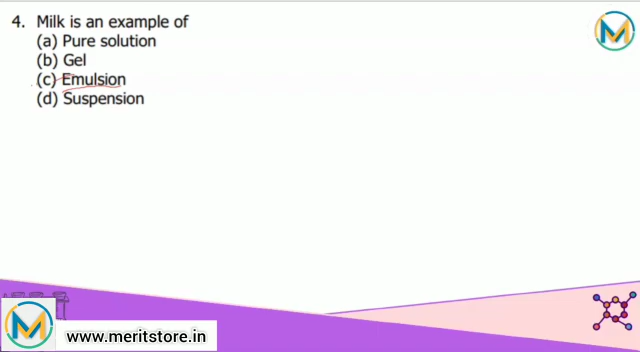 4. Milk is an example of
(a) Pure solution
(b) Gel
(c) Emulsion
(d) Suspension
www.meritstore.in